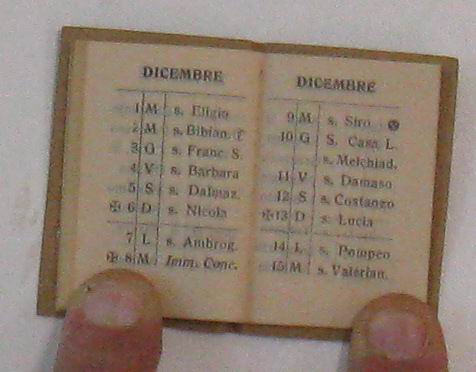 DICEMBRE
1 M s. Eligio
2 M s. Bibian.
3 G s. Franc. S.
4 V s. Barbara
5 S s. Dalmaz.
✠ 6 D s. Nicola
7 L s. Ambrog.
✠ 8 M Imm. Conc.
DICEMBRE
9 M s. Siro
10 G S. Casa L.
s. Melchiad.
11 V s. Damaso
12 S s. Costanzo
✠ 13 D s. Lucia
14 L s. Pompeo
15 M s. Valerian.